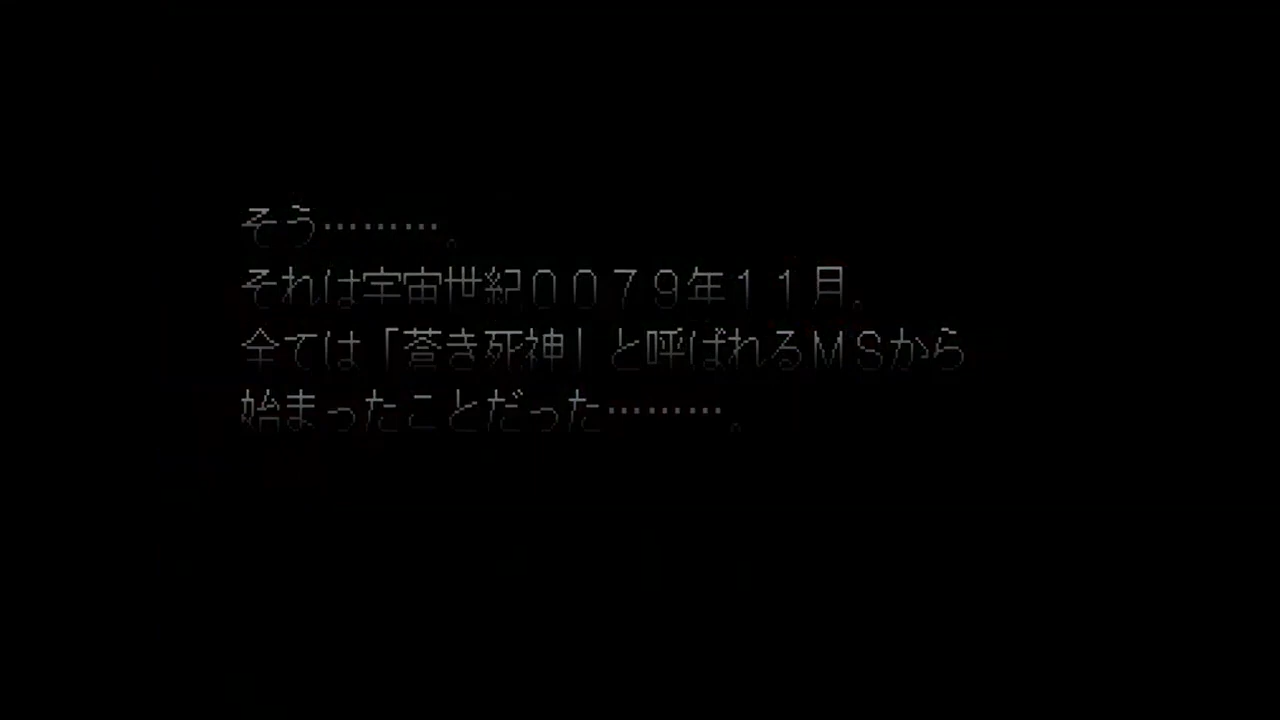 そう………。
それは宇宙世紀００７９年１１月。
全ては「蒼き死神」と呼ばれるＭＳから
始まったことだった………。